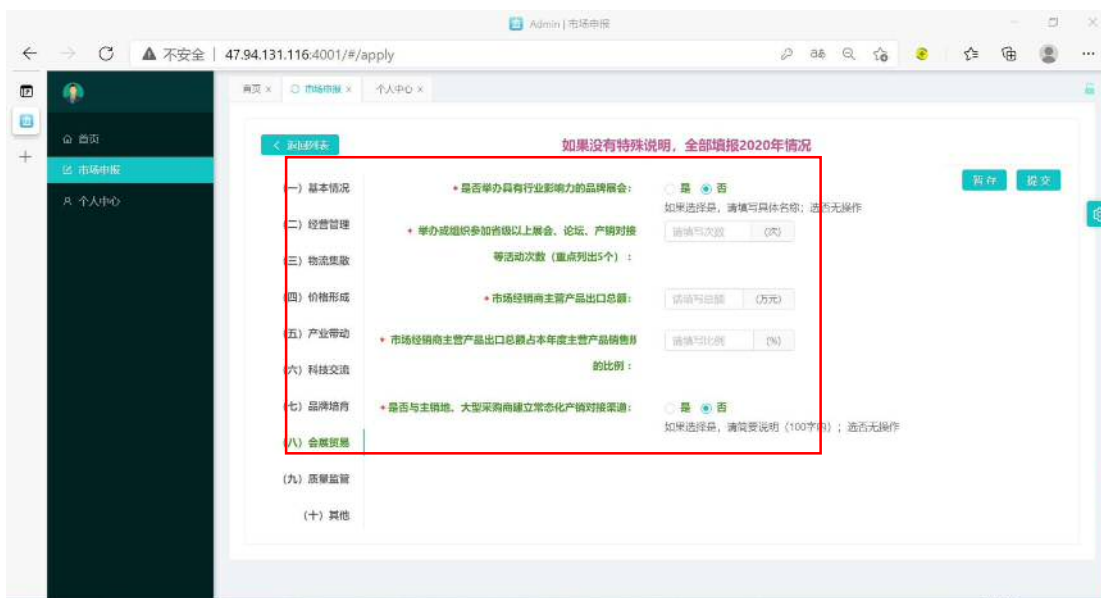 Admin | 市场申报
不安全 | 47.94.131.116:4001/#/apply
首页 × 市场申报 × 个人中心 ×
首页
市场申报
个人中心
< 返回列表
如果没有特殊说明，全部填报2020年情况
暂存 提交
(一) 基本情况
(二) 经营管理
(三) 物流集散
(四) 价格形成
(五) 产业带动
(六) 科技交流
(七) 品牌培育
(八) 会展贸易
(九) 质量监管
(十) 其他
* 是否举办具有行业影响力的品牌展会： 是 否
如果选择是，请填写具体名称；选否无操作
* 举办或组织参加省级以上展会、论坛、产销对接
等活动次数（重点列出5个）： 请填写次数 (次)
* 市场经销商主营产品出口总额： 请填写总额 (万元)
* 市场经销商主营产品出口总额占本年度主营产品销售
的比例： 请填写比例 (%)
* 是否与主销地、大型采购商建立常态化产销对接渠道： 是 否
如果选择是，请简要说明（100字内）；选否无操作